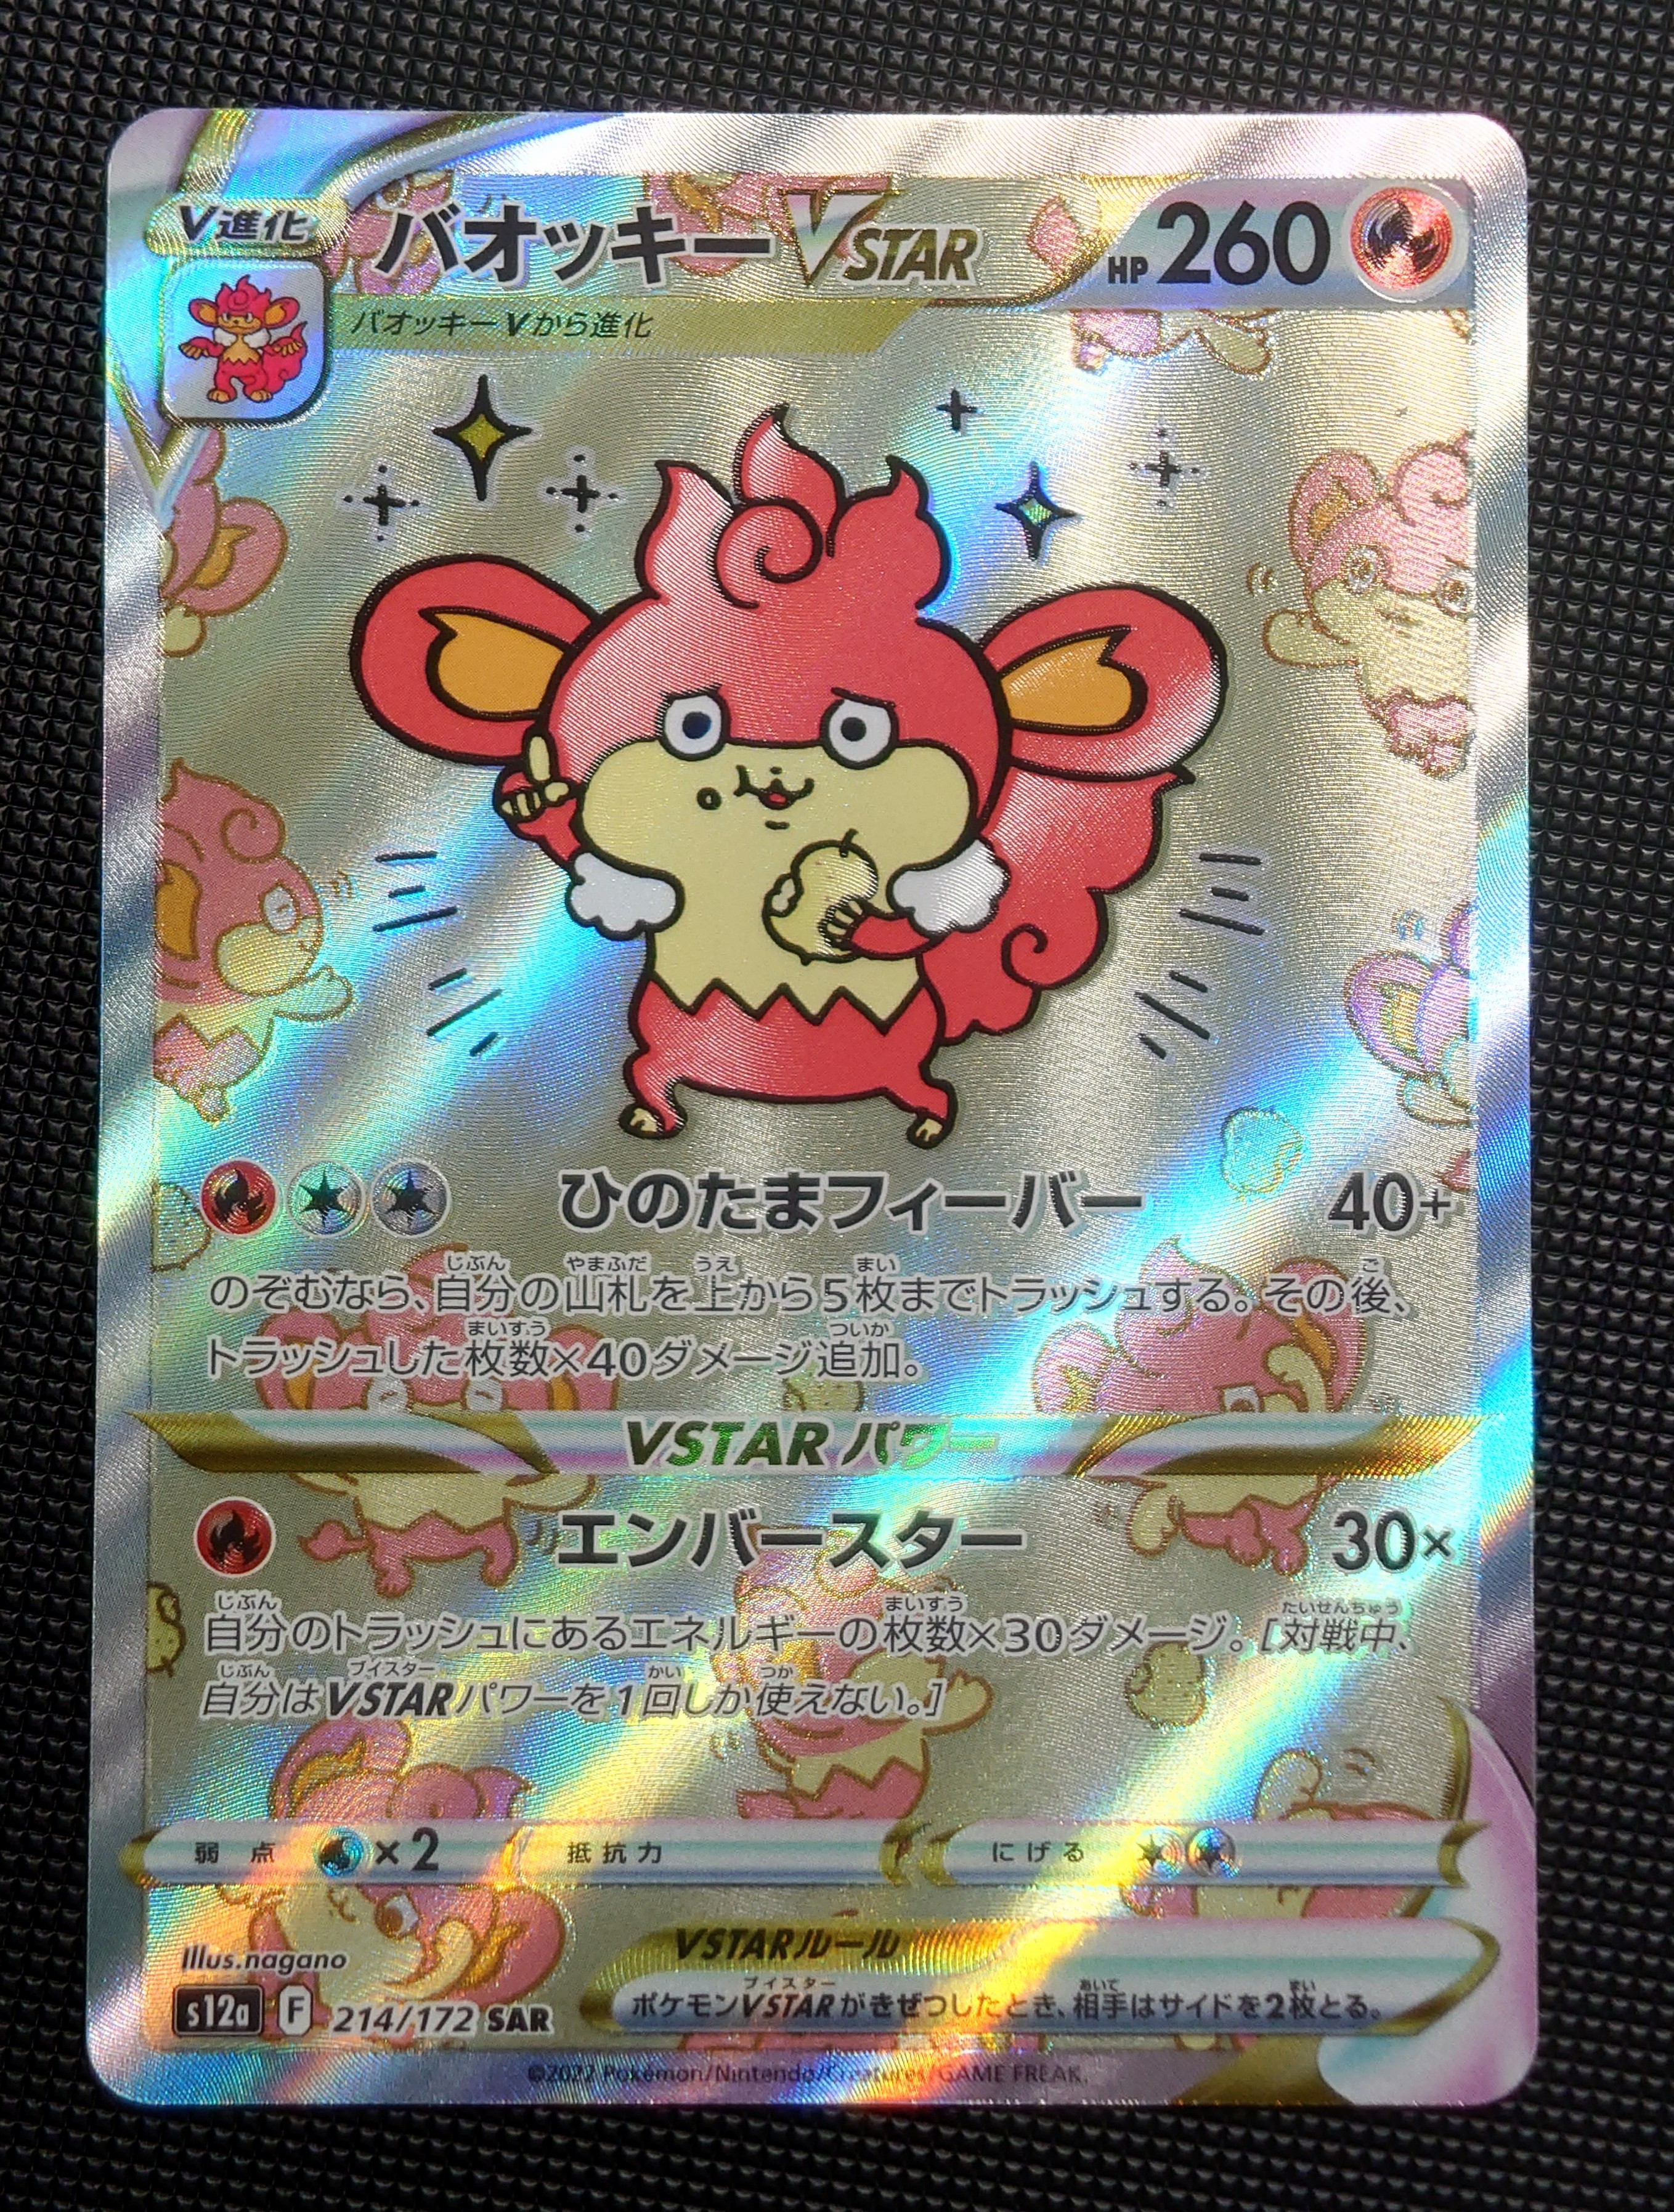 V進化
バオッキーVSTAR
HP 260
バオッキーVから進化
ひのたまフィーバー 40+
のぞむなら、自分の山札を上から5枚までトラッシュする。その後、
トラッシュした枚数×40ダメージ追加。
VSTARパワー
エンバースター 30×
自分のトラッシュにあるエネルギーの枚数×30ダメージ。[対戦中、
自分はVSTARパワーを1回しか使えない。]
弱点 ×2 抵抗力 にげる
Illus.nagano
VSTARルール
ポケモンVSTARがきぜつしたとき、相手はサイドを2枚とる。
s12a F 214/172 SAR
©2022 Pokémon/Nintendo/Creatures/GAME FREAK.